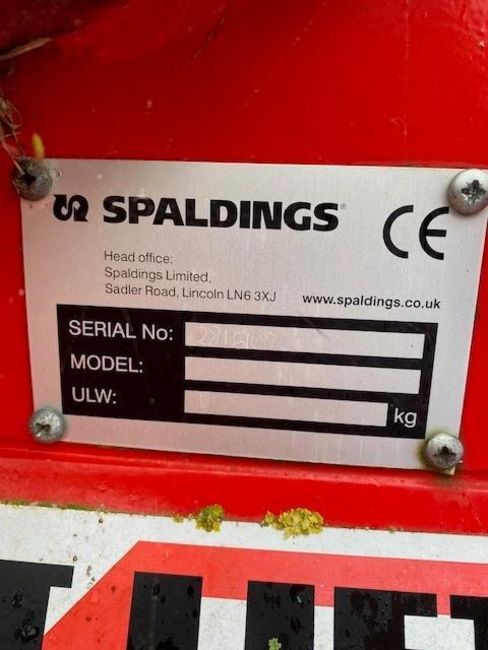 SPALDINGS®
CE
Head office:
Spaldings Limited,
Sadler Road, Lincoln LN6 3XJ
www.spaldings.co.uk
SERIAL No:
MODEL:
ULW:
kg